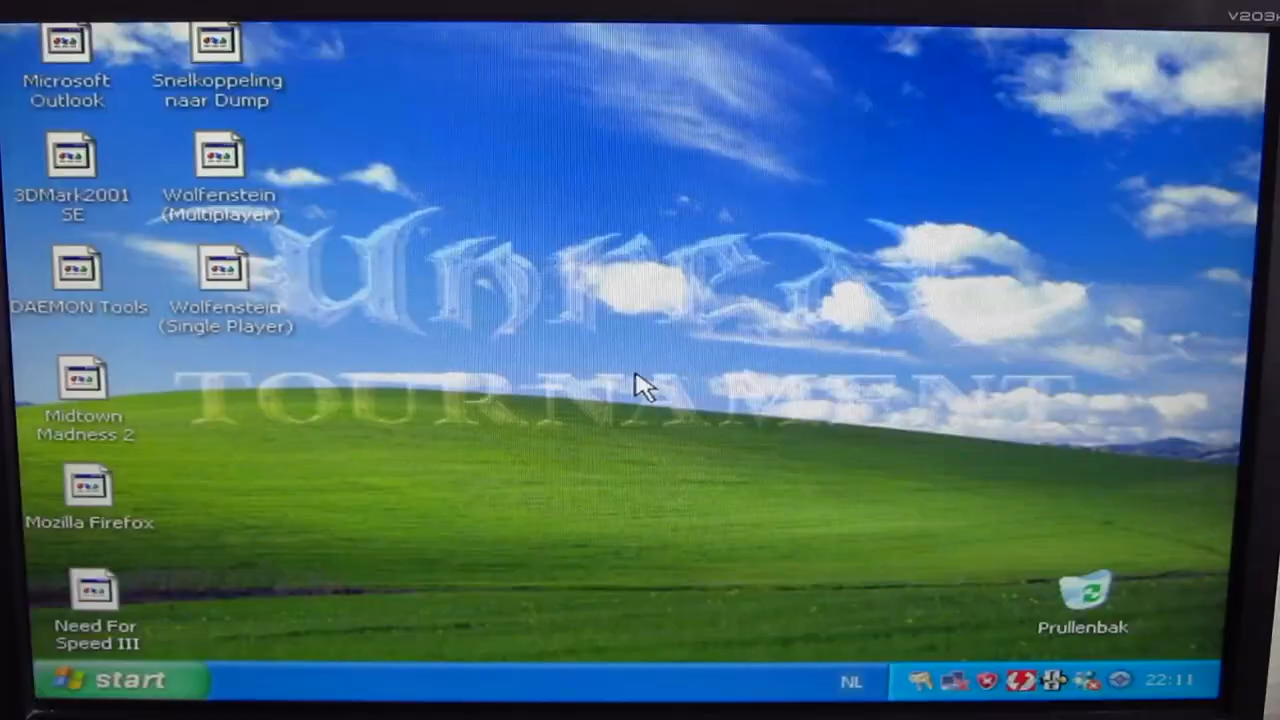 V203H
Microsoft
Outlook
Snelkoppeling
naar Dump
3DMark2001
SE
Wolfenstein
(Multiplayer)
DAEMON Tools
Wolfenstein
(Single Player)
Unreal
TOURNAMENT
Midtown
Madness 2
Mozilla Firefox
Need For
Speed III
Prullenbak
start
NL
22:11